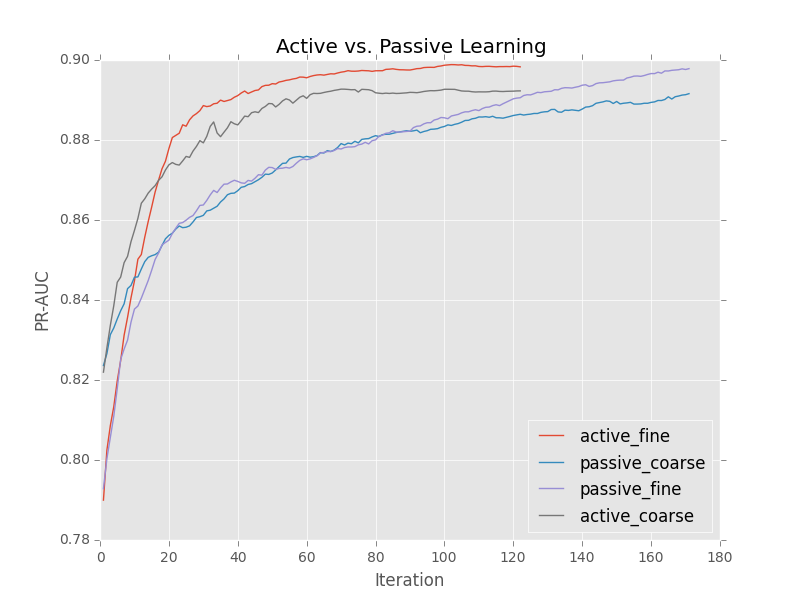 Active vs. Passive Learning
0.90
0.88
0.86
0.84
0.82
0.80
0.78
PR-AUC
active_fine
passive_coarse
passive_fine
active_coarse
0 20 40 60 80 100 120 140 160 180
Iteration